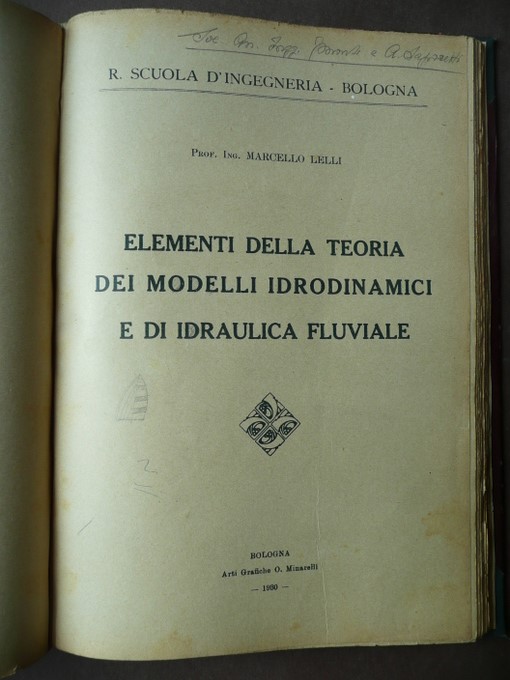 R. SCUOLA D'INGEGNERIA - BOLOGNA
PROF. ING. MARCELLO LELLI
ELEMENTI DELLA TEORIA
DEI MODELLI IDRODINAMICI
E DI IDRAULICA FLUVIALE
BOLOGNA
Arti Grafiche O. Minarelli
— 1930 —